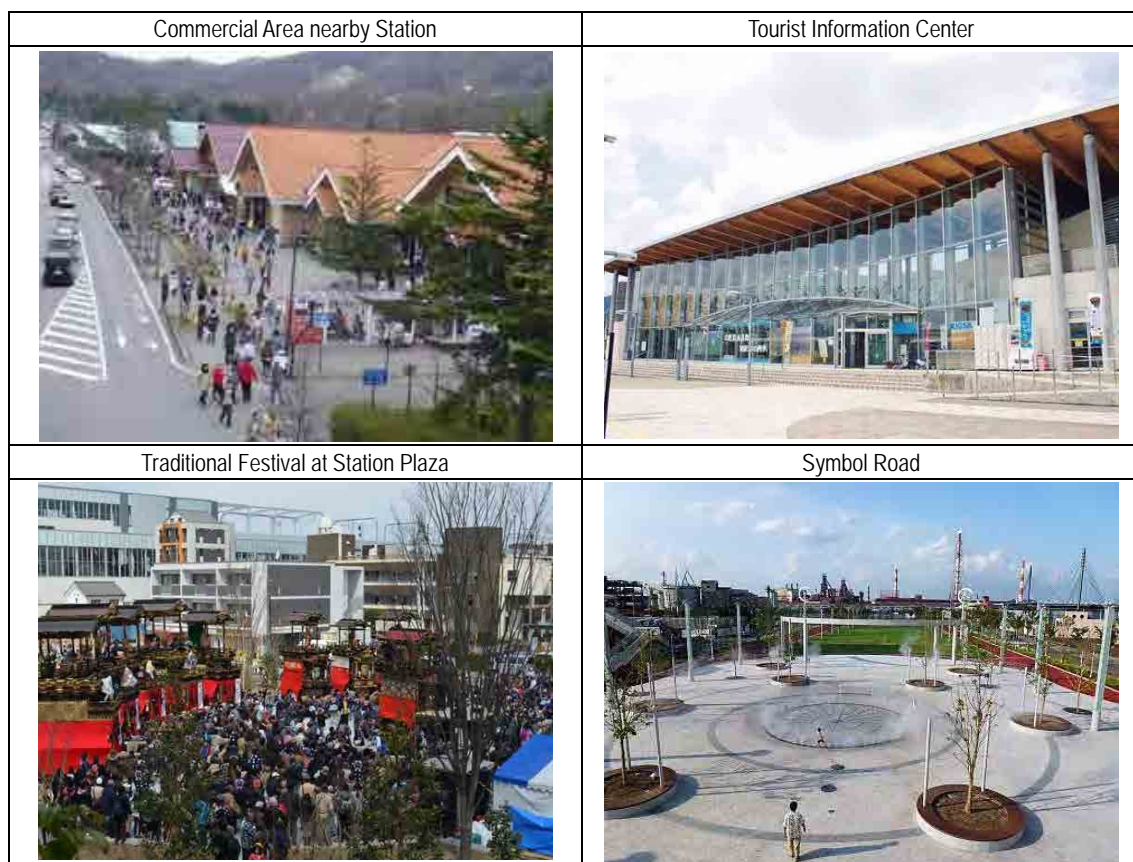 Commercial Area nearby Station
Tourist Information Center
Traditional Festival at Station Plaza
Symbol Road